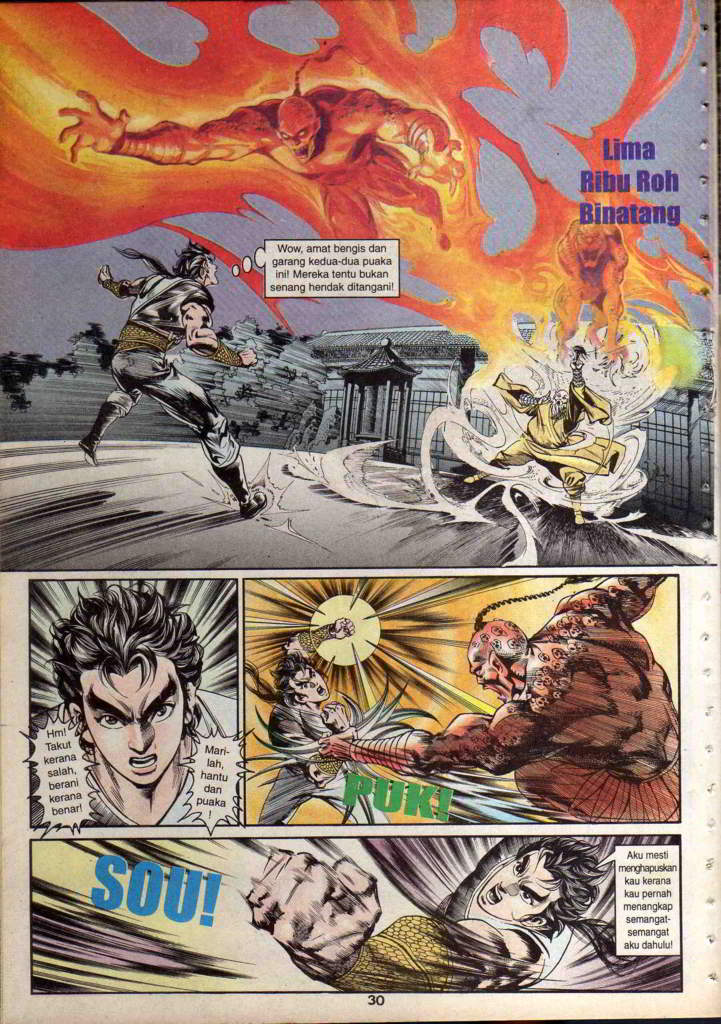 Lima
Ribu Roh
Binatang
Wow, amat bengis dan
garang kedua-dua puaka
ini! Mereka tentu bukan
senang hendak ditangani!
Hm!
Takut
kerana
salah,
berani
kerana
benar!
Mari-
lah,
hantu
dan
puaka
!
PUK!
SOU!
Aku mesti
menghapuskan
kau kerana
kau pernah
menangkap
semangat-
semangat
aku dahulu!
30